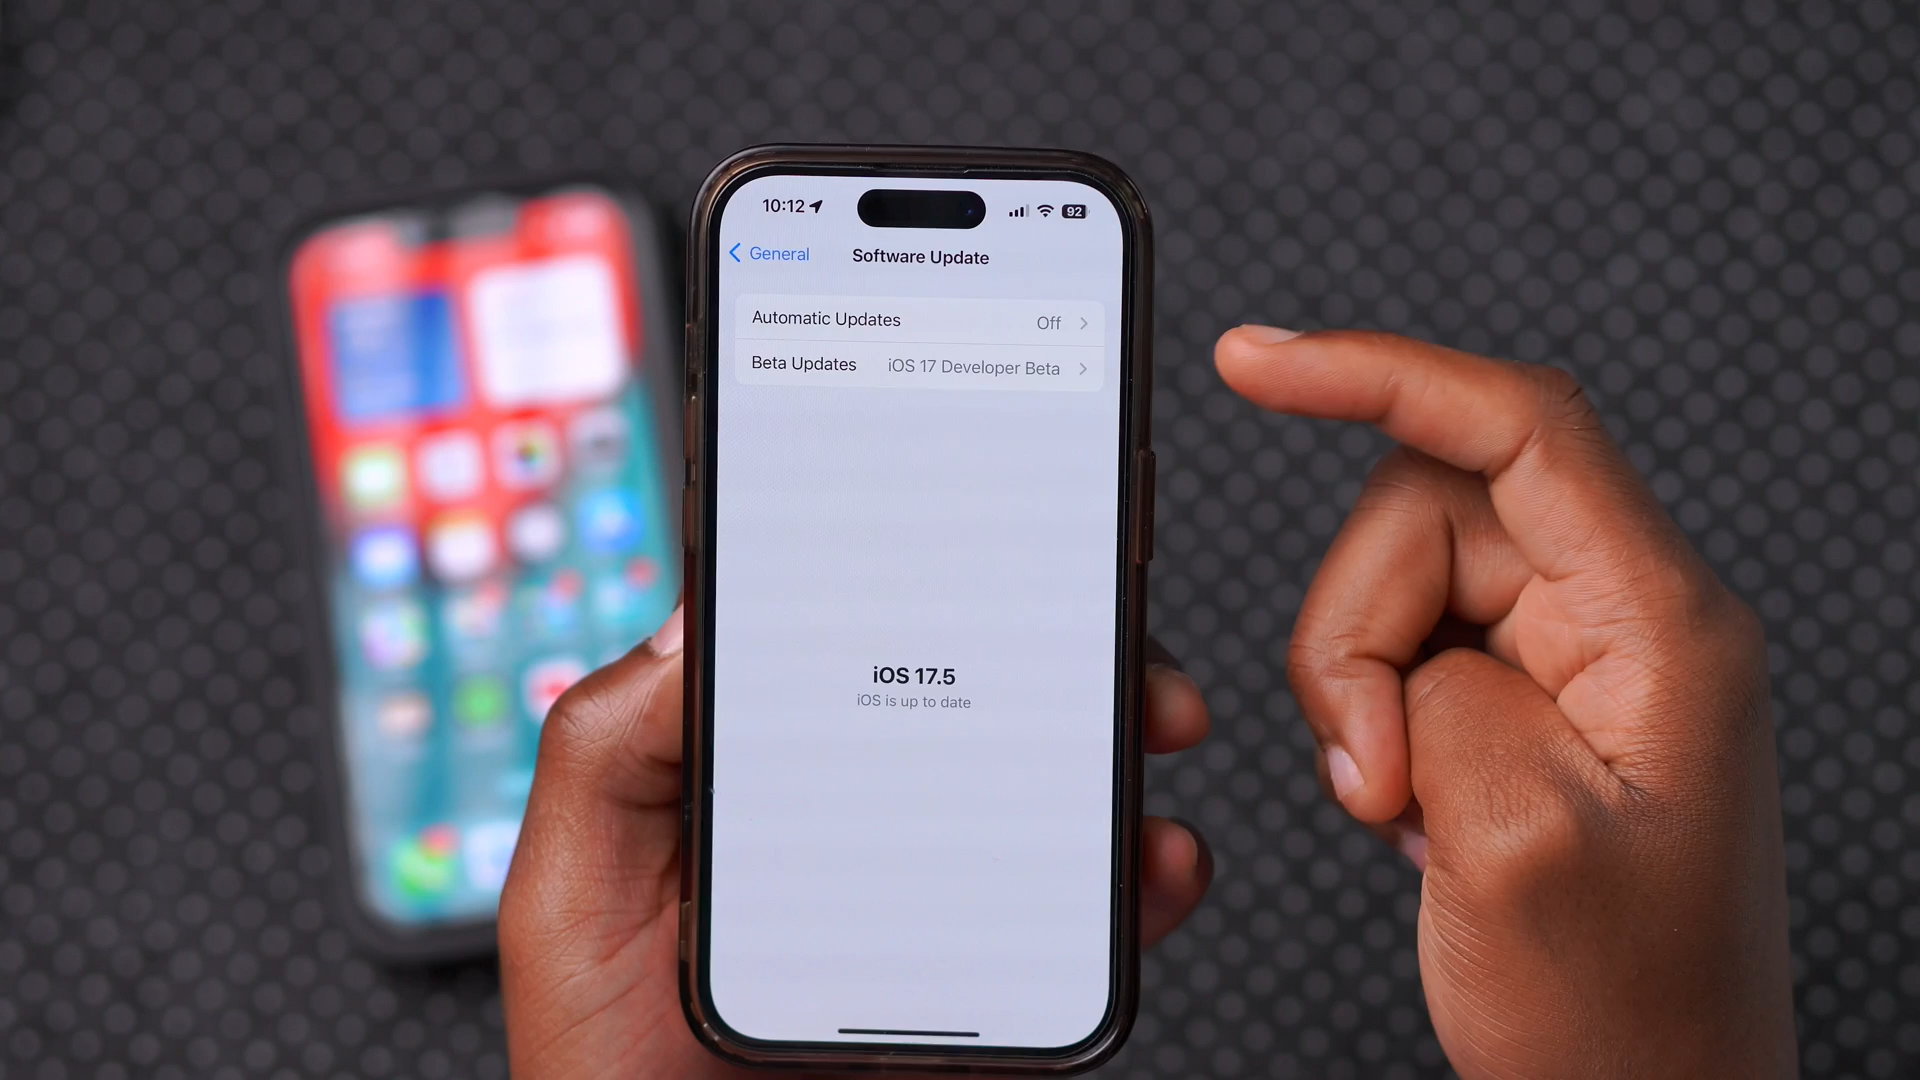 10:12
92
General
Software Update
Automatic Updates Off
Beta Updates iOS 17 Developer Beta
iOS 17.5
iOS is up to date